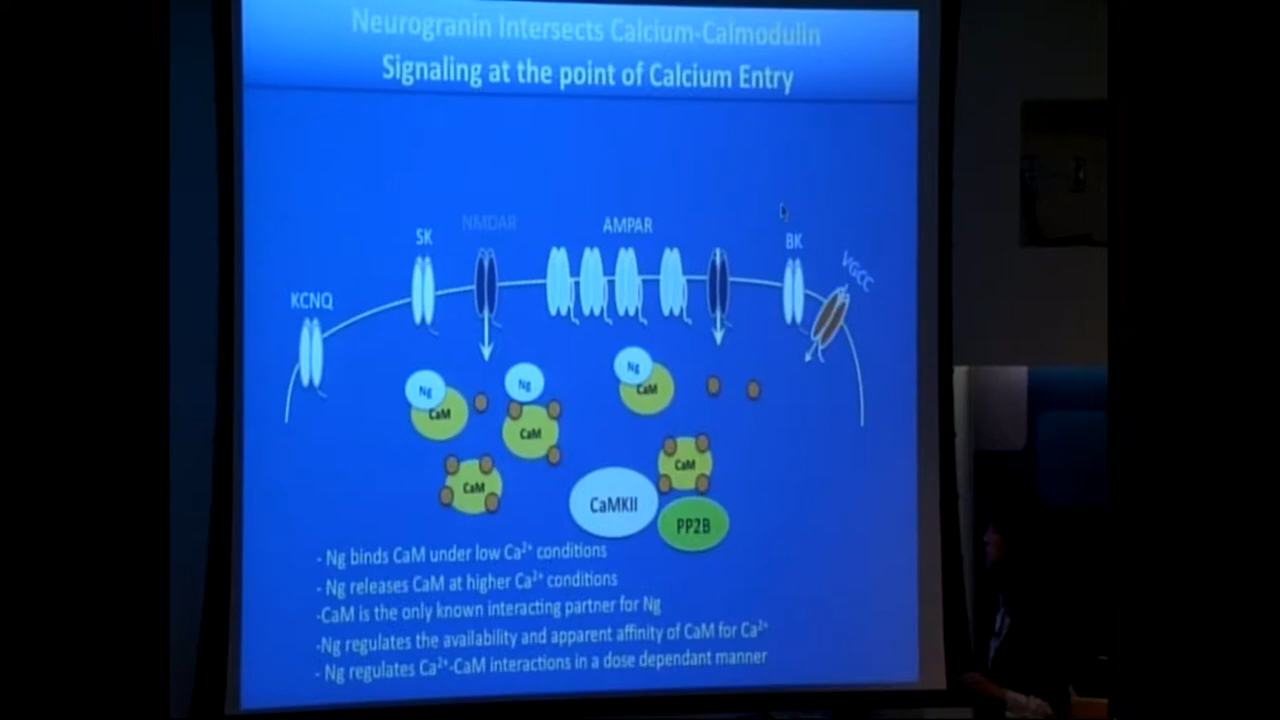 Neurogranin Intersects Calcium-Calmodulin
Signaling at the point of Calcium Entry
NMDAR
AMPAR
SK
BK
VGCC
KCNQ
Ng
Ng
Ng
CaM
CaM
CaM
CaM
CaM
CaMKII
PP2B
- Ng binds CaM under low Ca²⁺ conditions
- Ng releases CaM at higher Ca²⁺ conditions
-CaM is the only known interacting partner for Ng
-Ng regulates the availability and apparent affinity of CaM for Ca²⁺
- Ng regulates Ca²⁺-CaM interactions in a dose dependant manner